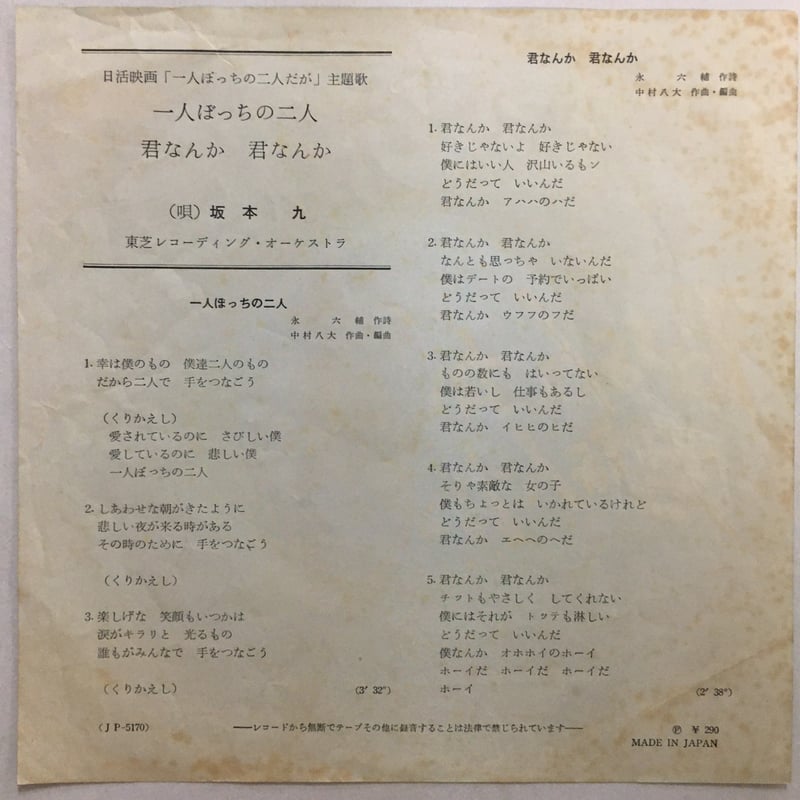 日活映画「一人ぼっちの二人だが」主題歌
一人ぼっちの二人
君なんか 君なんか
(唄)坂本 九
東芝レコーディング・オーケストラ
一人ぼっちの二人
永 六 輔 作詩
中村八大 作曲・編曲
1. 幸は僕のもの 僕達二人のもの
だから二人で 手をつなごう
(くりかえし)
愛されているのに さびしい僕
愛しているのに 悲しい僕
一人ぼっちの二人
2. しあわせな朝がきたように
悲しい夜が来る時がある
その時のために 手をつなごう
(くりかえし)
3. 楽しげな 笑顔もいつかは
涙がキラリと 光るもの
誰もがみんなで 手をつなごう
(くりかえし)
(3′ 32″)
君なんか 君なんか
永 六 輔 作詩
中村八大 作曲・編曲
1. 君なんか 君なんか
好きじゃないよ 好きじゃない
僕にはいい人 沢山いるもン
どうだって いいんだ
君なんか アハハのハだ
2. 君なんか 君なんか
なんとも思っちゃ いないんだ
僕はデートの 予約でいっぱい
どうだって いいんだ
君なんか ウフフのフだ
3. 君なんか 君なんか
ものの数にも はいってない
僕は若いし 仕事もあるし
どうだって いいんだ
君なんか イヒヒのヒだ
4. 君なんか 君なんか
そりゃ素敵な 女の子
僕もちょっとは いかれているけれど
どうだって いいんだ
君なんか エヘヘのへだ
5. 君なんか 君なんか
チットもやさしく してくれない
僕にはそれが トッテも淋しい
どうだって いいんだ
僕なんか オホホイのホーイ
ホーイだ ホーイだ ホーイだ
ホーイ
(2′ 38″)
(JP-5170)
──レコードから無断でテープその他に録音することは法律で禁じられています──
Ⓟ ¥ 290
MADE IN JAPAN